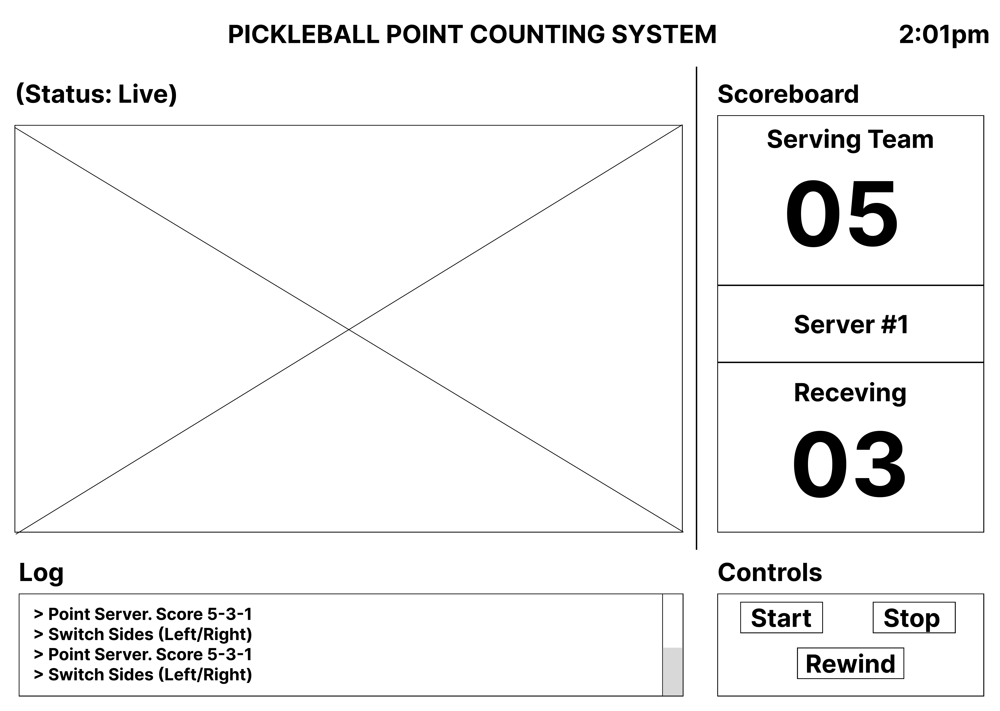 PICKLEBALL POINT COUNTING SYSTEM
2:01pm
(Status: Live)
Scoreboard
Serving Team
05
Server #1
Receving
03
Log
> Point Server. Score 5-3-1
> Switch Sides (Left/Right)
> Point Server. Score 5-3-1
> Switch Sides (Left/Right)
Controls
Start
Stop
Rewind